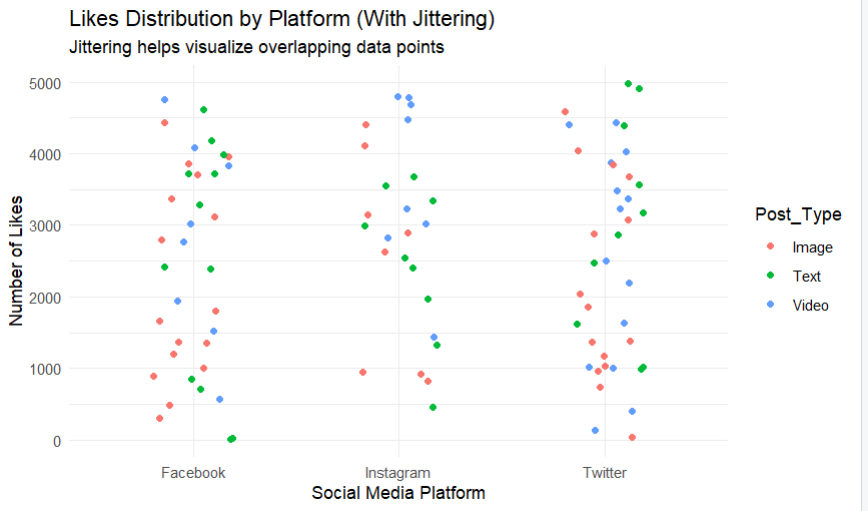 Likes Distribution by Platform (With Jittering)
Jittering helps visualize overlapping data points
Number of Likes
5000
4000
3000
2000
1000
0
Facebook
Instagram
Twitter
Social Media Platform
Post_Type
Image
Text
Video